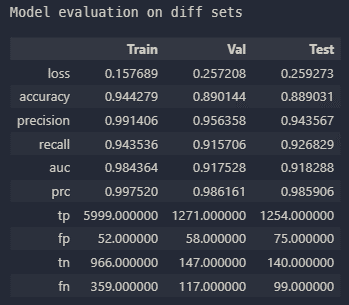 Model evaluation on diff sets
Train Val Test
loss 0.157689 0.257208 0.259273
accuracy 0.944279 0.890144 0.889031
precision 0.991406 0.956358 0.943567
recall 0.943536 0.915706 0.926829
auc 0.984364 0.917528 0.918288
prc 0.997520 0.986161 0.985906
tp 5999.000000 1271.000000 1254.000000
fp 52.000000 58.000000 75.000000
tn 966.000000 147.000000 140.000000
fn 359.000000 117.000000 99.000000